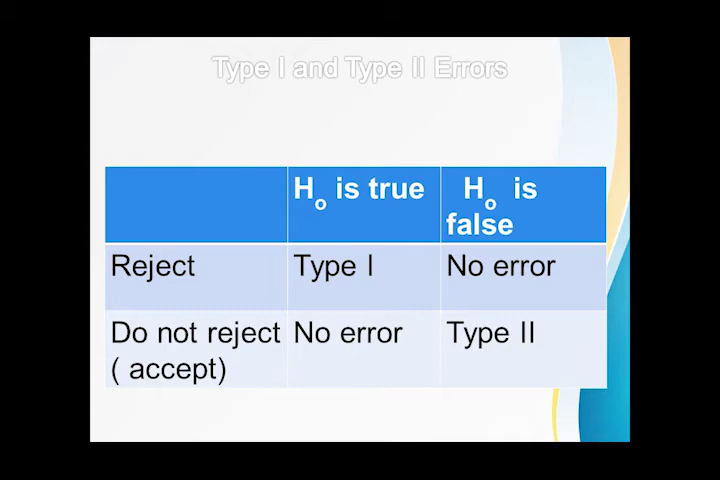 Type I and Type II Errors
Ho is true
Ho is
false
Reject
Type I
No error
Do not reject
( accept)
No error
Type II